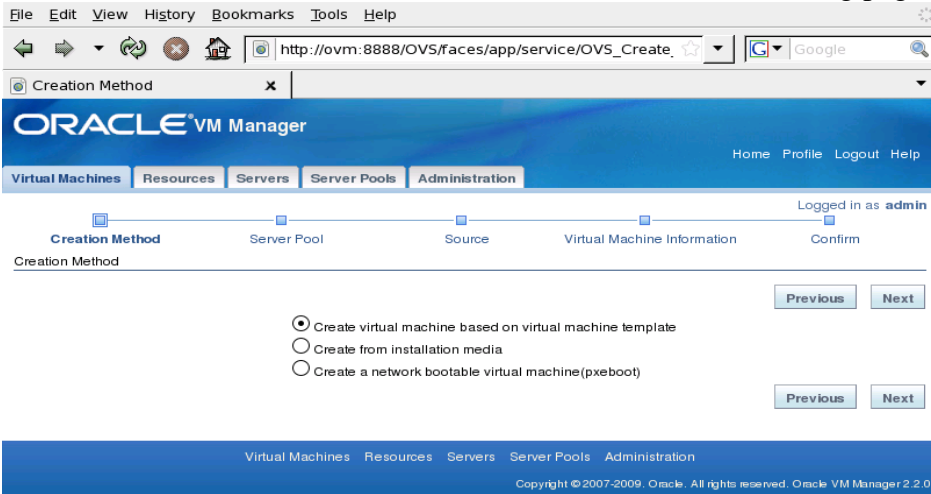 File Edit View History Bookmarks Tools Help
http://ovm:8888/OVS/faces/app/service/OVS_Create_ G Google
Creation Method x
ORACLE VM Manager
Home Profile Logout Help
Virtual Machines Resources Servers Server Pools Administration
Logged in as admin
Creation Method Server Pool Source Virtual Machine Information Confirm
Creation Method
Previous Next
Create virtual machine based on virtual machine template
Create from installation media
Create a network bootable virtual machine(pxeboot)
Previous Next
Virtual Machines Resources Servers Server Pools Administration
Copyright © 2007-2009. Oracle. All rights reserved. Oracle VM Manager 2.2.0